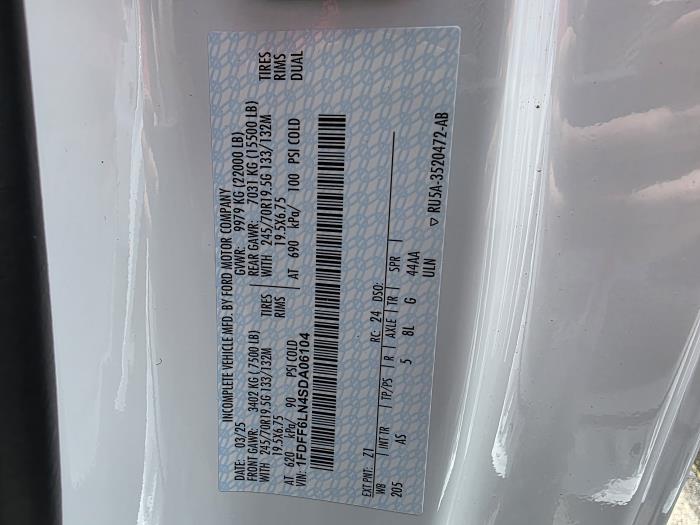 INCOMPLETE VEHICLE MFD. BY FORD MOTOR COMPANY
DATE: 03/25 GVWR: 9979 KG (22000 LB)
FRONT GAWR: 3402 KG (7500 LB) REAR GAWR: 7031 KG (15500 LB)
WITH 245/70R19.5G 133/132M TIRES WITH 245/70R19.5G 133/132M TIRES
19.5X6.75 RIMS 19.5X6.75 RIMS
AT 620 kPa/ 90 PSI COLD AT 690 kPa/ 100 PSI COLD DUAL
VIN: 1FDFF6LN4SDA06104
EXT PNT: Z1 RC: 24 DSO:
WB INT TR TP/PS R AXLE TR SPR
205 AS 5 8L G 44AA
ULN
▽ RU5A-3520472-AB